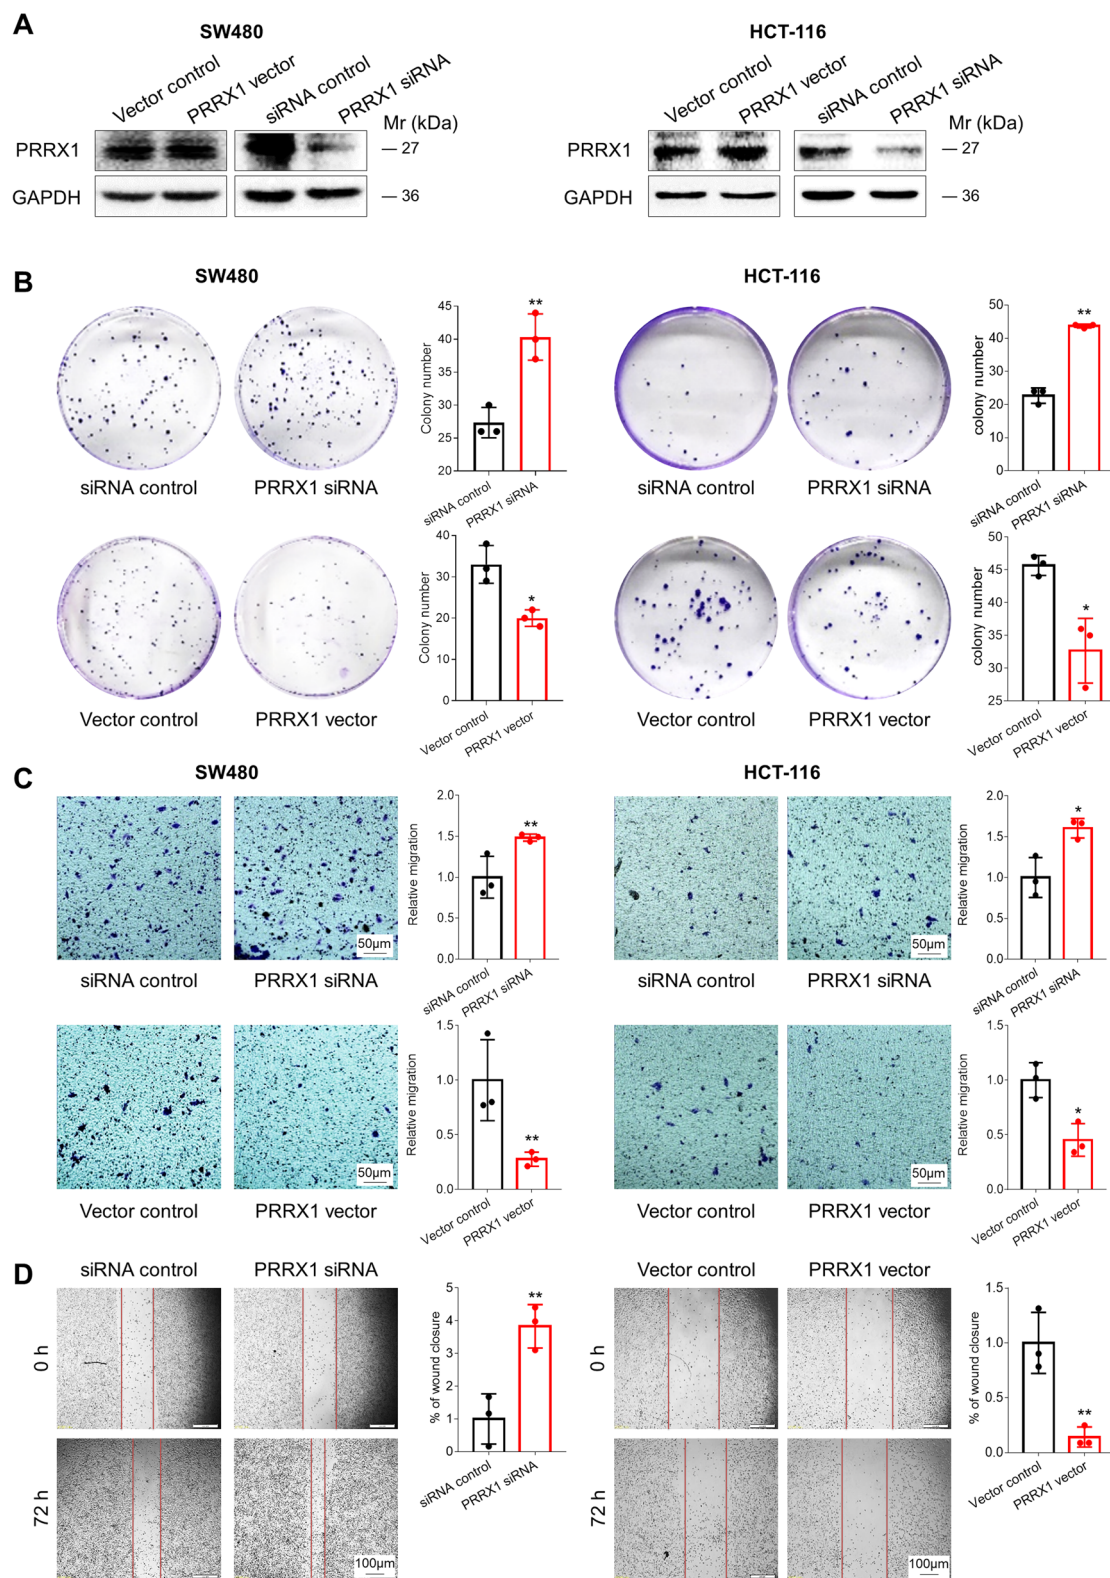 A
SW480
HCT-116
Vector control
PRRX1 vector
siRNA control
PRRX1 siRNA
Mr (kDa)
PRRX1
27
GAPDH
36
Vector control
PRRX1 vector
siRNA control
PRRX1 siRNA
Mr (kDa)
PRRX1
27
GAPDH
36
B
SW480
HCT-116
siRNA control
PRRX1 siRNA
Colony number
45
40
35
30
25
20
**
siRNA control
PRRX1 siRNA
siRNA control
PRRX1 siRNA
colony number
50
40
30
20
10
0
**
siRNA control
PRRX1 siRNA
Vector control
PRRX1 vector
Colony number
40
30
20
10
0
*
Vector control
PRRX1 vector
Vector control
PRRX1 vector
colony number
50
45
40
35
30
25
*
Vector control
PRRX1 vector
C
SW480
HCT-116
50μm
siRNA control
PRRX1 siRNA
Relative migration
2.0
1.5
1.0
0.5
0.0
**
siRNA control
PRRX1 siRNA
50μm
siRNA control
PRRX1 siRNA
Relative migration
2.0
1.5
1.0
0.5
0.0
*
siRNA control
PRRX1 siRNA
50μm
Vector control
PRRX1 vector
Relative migration
1.5
1.0
0.5
0.0
**
Vector control
PRRX1 vector
50μm
Vector control
PRRX1 vector
Relative migration
1.5
1.0
0.5
0.0
*
Vector control
PRRX1 vector
D
siRNA control
PRRX1 siRNA
0 h
72 h
100μm
% of wound closure
5
4
3
2
1
0
**
siRNA control
PRRX1 siRNA
Vector control
PRRX1 vector
0 h
72 h
100μm
% of wound closure
1.5
1.0
0.5
0.0
**
Vector control
PRRX1 vector